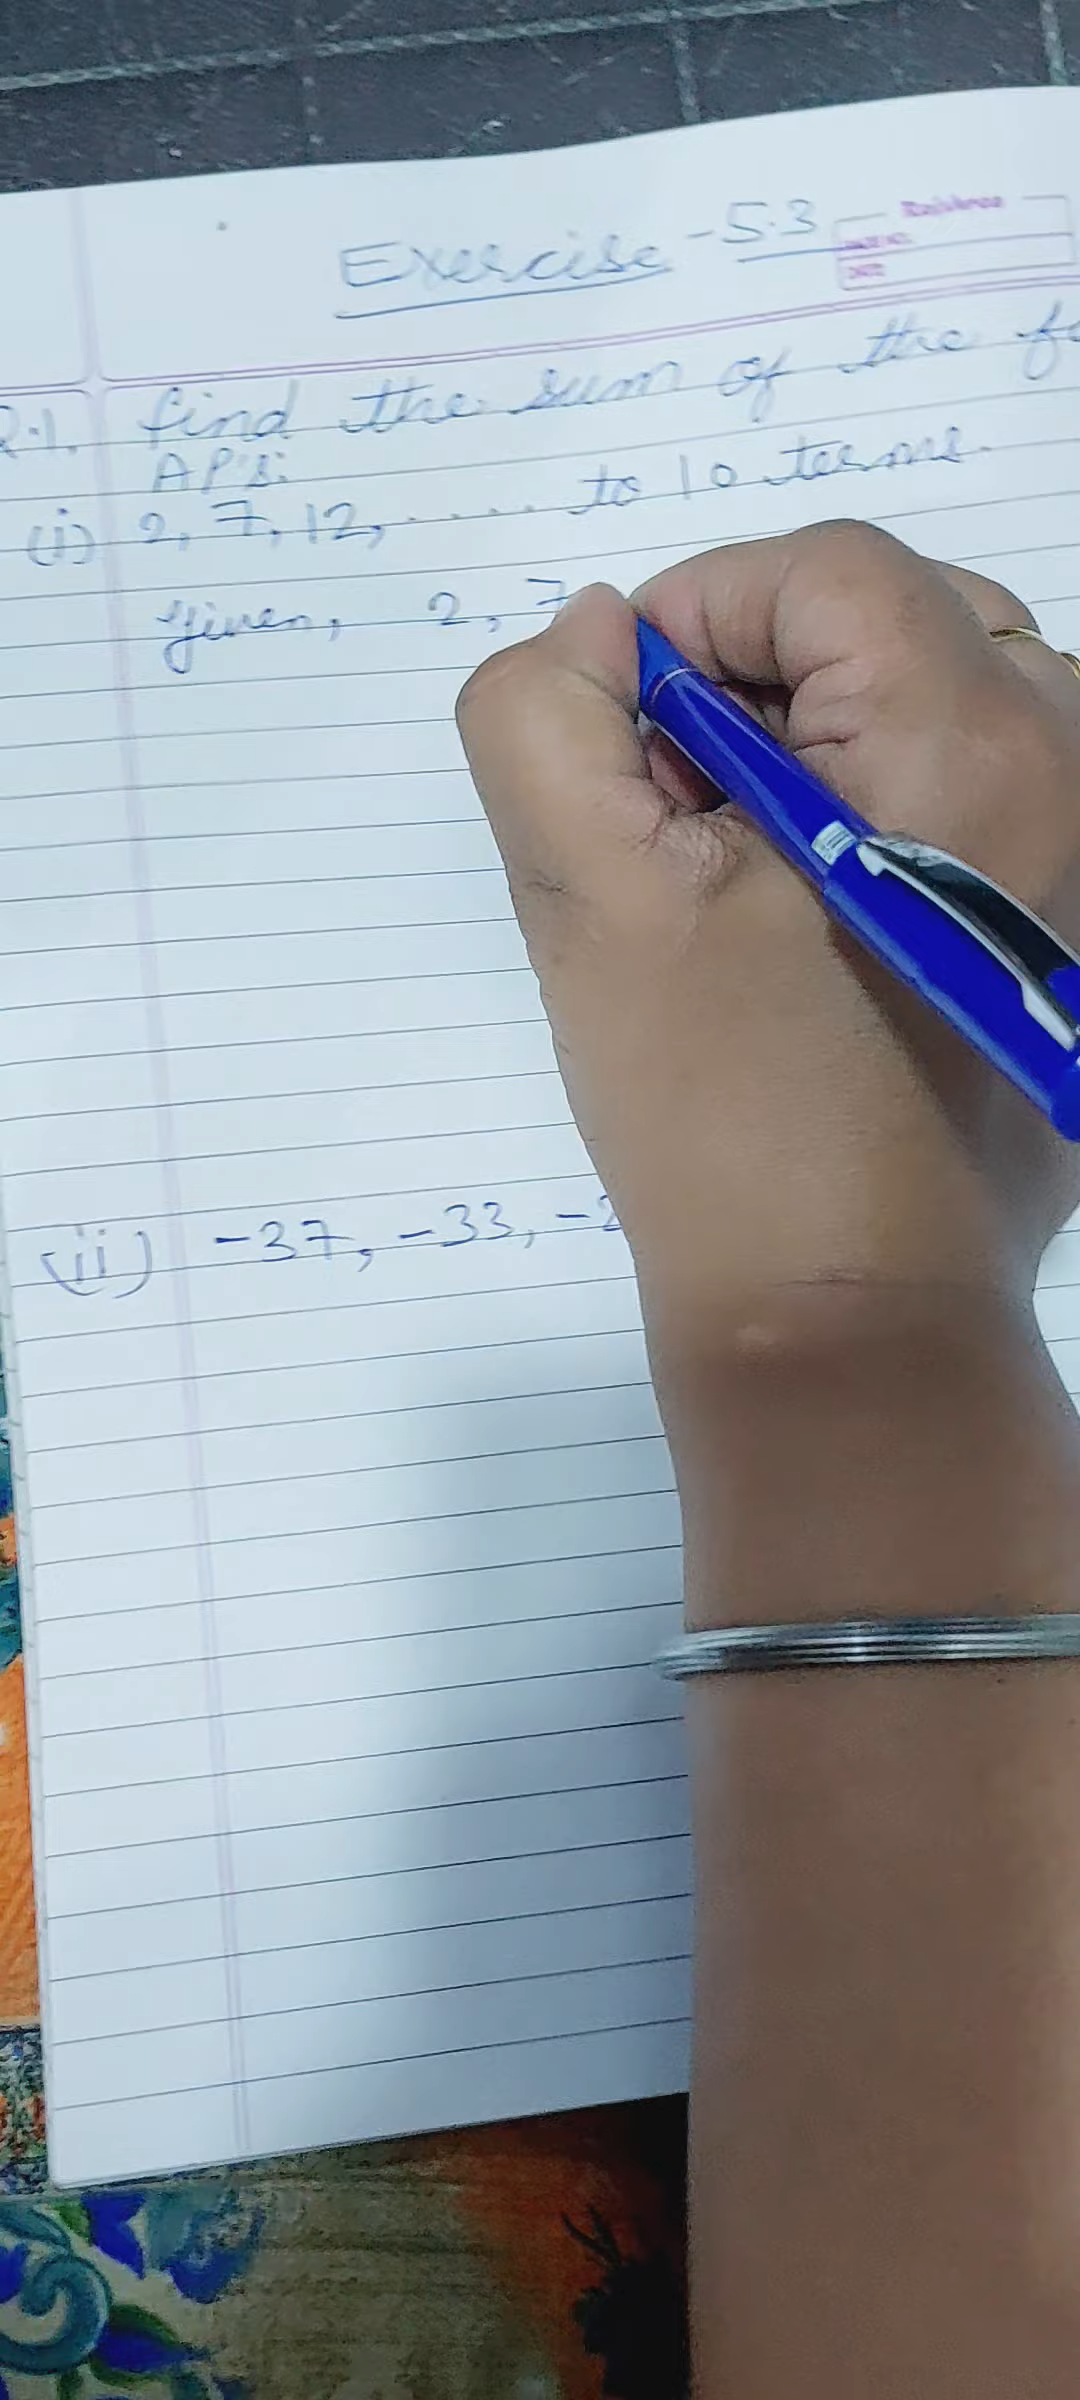 Exercise - 5.3
Q.1. find the sum of the
AP's:
(i) 2, 7, 12, ..... to 10 terms.
given, 2, 7
(ii) -37, -33, -2